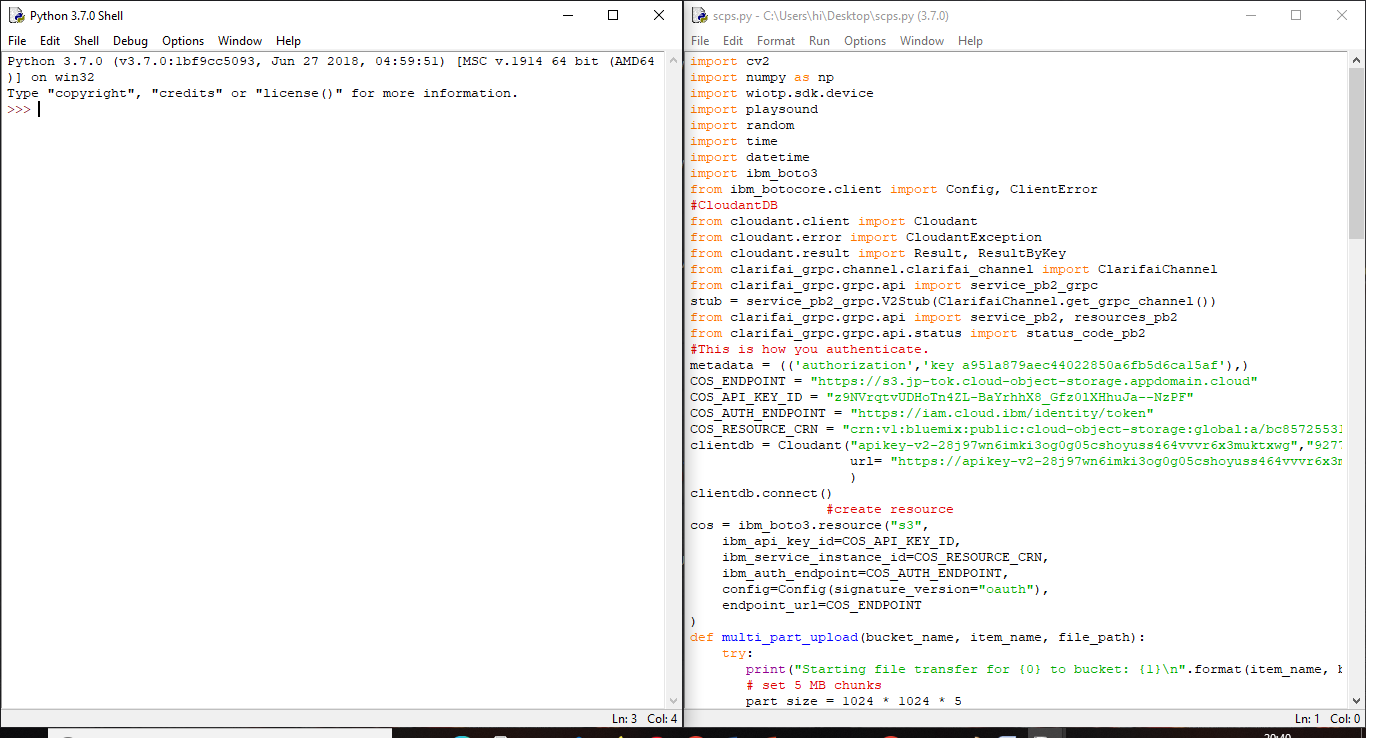 Python 3.7.0 Shell
File Edit Shell Debug Options Window Help
Python 3.7.0 (v3.7.0:1bf9cc5093, Jun 27 2018, 04:59:51) [MSC v.1914 64 bit (AMD64
)] on win32
Type "copyright", "credits" or "license()" for more information.
>>>
Ln: 3 Col: 4
scps.py - C:\Users\hi\Desktop\scps.py (3.7.0)
File Edit Format Run Options Window Help
import cv2
import numpy as np
import wiotp.sdk.device
import playsound
import random
import time
import datetime
import ibm_boto3
from ibm_botocore.client import Config, ClientError
#CloudantDB
from cloudant.client import Cloudant
from cloudant.error import CloudantException
from cloudant.result import Result, ResultByKey
from clarifai_grpc.channel.clarifai_channel import ClarifaiChannel
from clarifai_grpc.grpc.api import service_pb2_grpc
stub = service_pb2_grpc.V2Stub(ClarifaiChannel.get_grpc_channel())
from clarifai_grpc.grpc.api import service_pb2, resources_pb2
from clarifai_grpc.grpc.api.status import status_code_pb2
#This is how you authenticate.
metadata = (('authorization','key a951a879aec44022850a6fb5d6ca15af'),)
COS_ENDPOINT = "https://s3.jp-tok.cloud-object-storage.appdomain.cloud"
COS_API_KEY_ID = "z9NVrqtvUDHoTn4ZL-BaYrhhX8_Gfz0lXHhuJa--NzPF"
COS_AUTH_ENDPOINT = "https://iam.cloud.ibm/identity/token"
COS_RESOURCE_CRN = "crn:v1:bluemix:public:cloud-object-storage:global:a/bc8572553
clientdb = Cloudant("apikey-v2-28j97wn6imki3og0g05cshoyuss464vvvr6x3muktxwg","927
url= "https://apikey-v2-28j97wn6imki3og0g05cshoyuss464vvvr6x3
)
clientdb.connect()
#create resource
cos = ibm_boto3.resource("s3",
ibm_api_key_id=COS_API_KEY_ID,
ibm_service_instance_id=COS_RESOURCE_CRN,
ibm_auth_endpoint=COS_AUTH_ENDPOINT,
config=Config(signature_version="oauth"),
endpoint_url=COS_ENDPOINT
)
def multi_part_upload(bucket_name, item_name, file_path):
try:
print("Starting file transfer for {0} to bucket: {1}\n".format(item_name,
# set 5 MB chunks
part_size = 1024 * 1024 * 5
Ln: 1 Col: 0